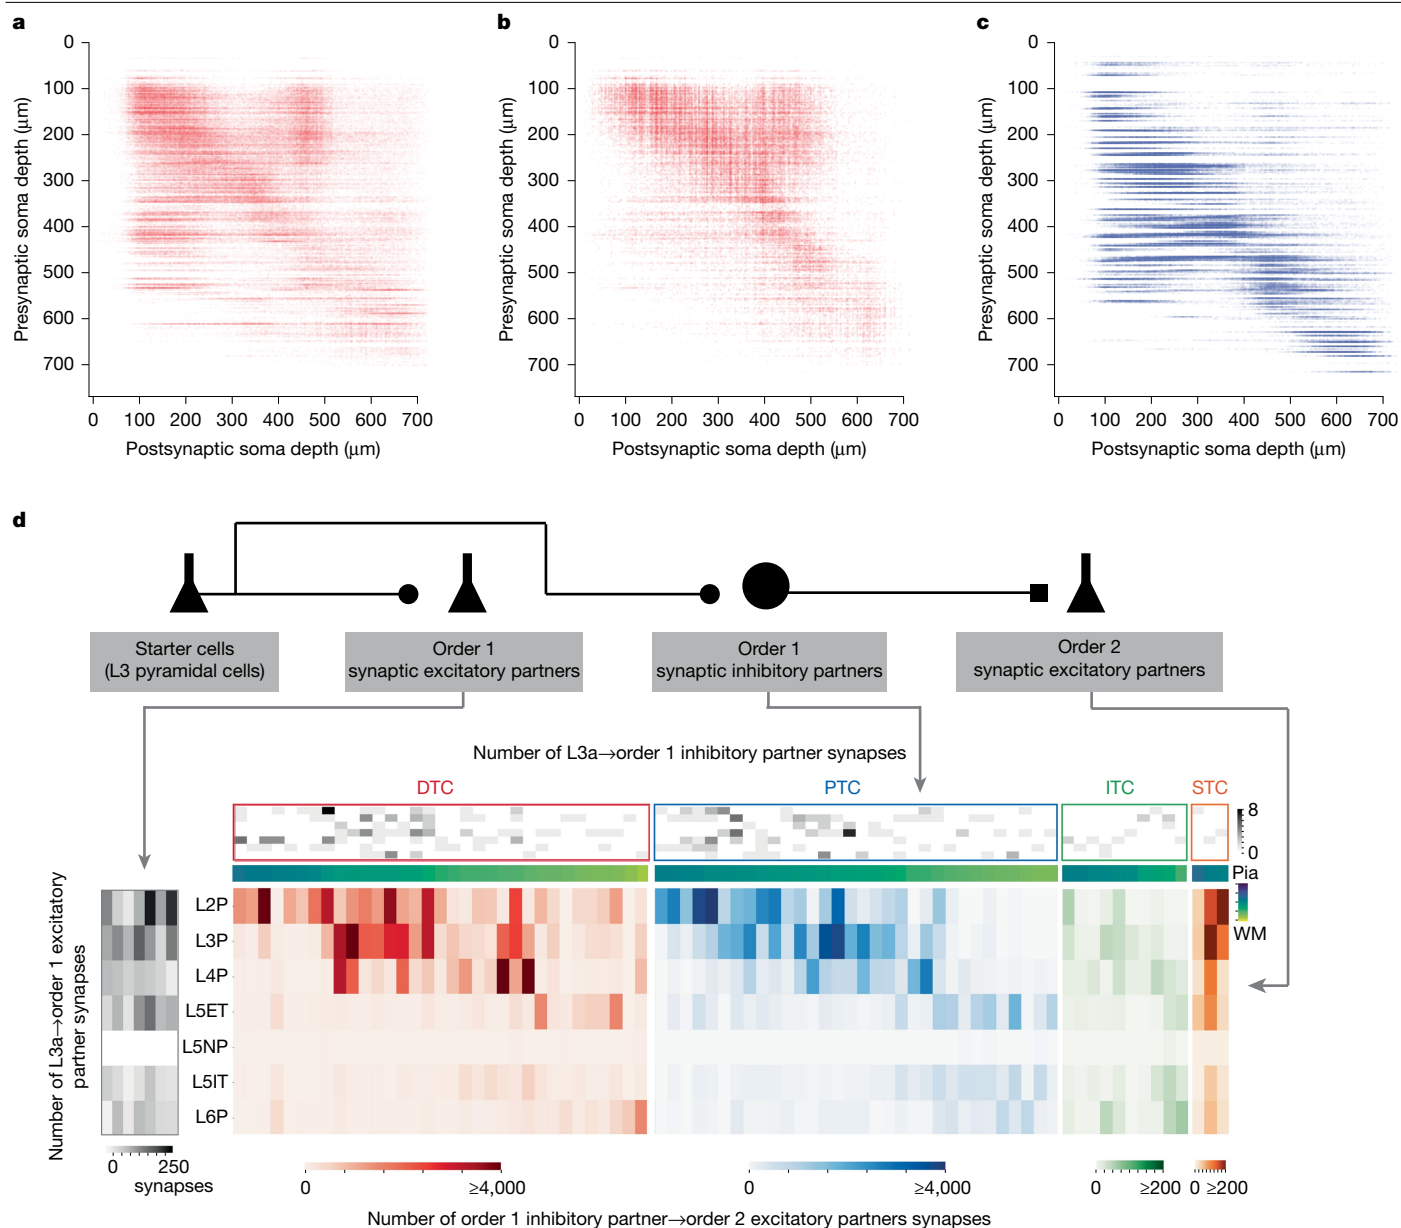 a
b
c
0
100
200
300
400
500
600
700
Presynaptic soma depth (μm)
0 100 200 300 400 500 600 700
Postsynaptic soma depth (μm)
0
100
200
300
400
500
600
700
Presynaptic soma depth (μm)
0 100 200 300 400 500 600 700
Postsynaptic soma depth (μm)
0
100
200
300
400
500
600
700
Presynaptic soma depth (μm)
0 100 200 300 400 500 600 700
Postsynaptic soma depth (μm)
d
Starter cells
(L3 pyramidal cells)
Order 1
synaptic excitatory partners
Order 1
synaptic inhibitory partners
Order 2
synaptic excitatory partners
Number of L3a→order 1 inhibitory partner synapses
DTC
PTC
ITC
STC
8
0
Pia
WM
Number of L3a→order 1 excitatory
partner synapses
L2P
L3P
L4P
L5ET
L5NP
L5IT
L6P
0 250
synapses
0 ≥4,000
0 ≥4,000
0 ≥200
0 ≥200
Number of order 1 inhibitory partner→order 2 excitatory partners synapses